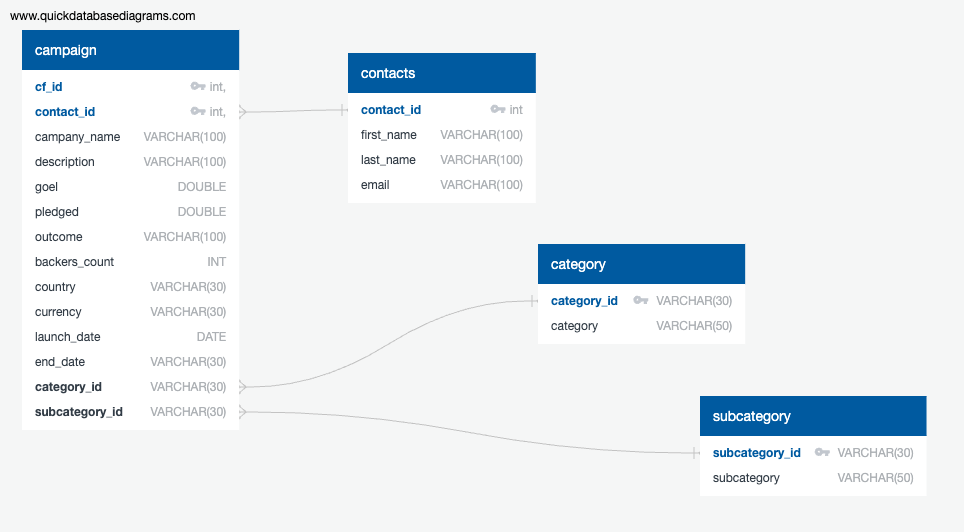 www.quickdatabasediagrams.com
campaign
cf_id int,
contact_id int,
campany_name VARCHAR(100)
description VARCHAR(100)
goel DOUBLE
pledged DOUBLE
outcome VARCHAR(100)
backers_count INT
country VARCHAR(30)
currency VARCHAR(30)
launch_date DATE
end_date VARCHAR(30)
category_id VARCHAR(30)
subcategory_id VARCHAR(30)
contacts
contact_id int
first_name VARCHAR(100)
last_name VARCHAR(100)
email VARCHAR(100)
category
category_id VARCHAR(30)
category VARCHAR(50)
subcategory
subcategory_id VARCHAR(30)
subcategory VARCHAR(50)